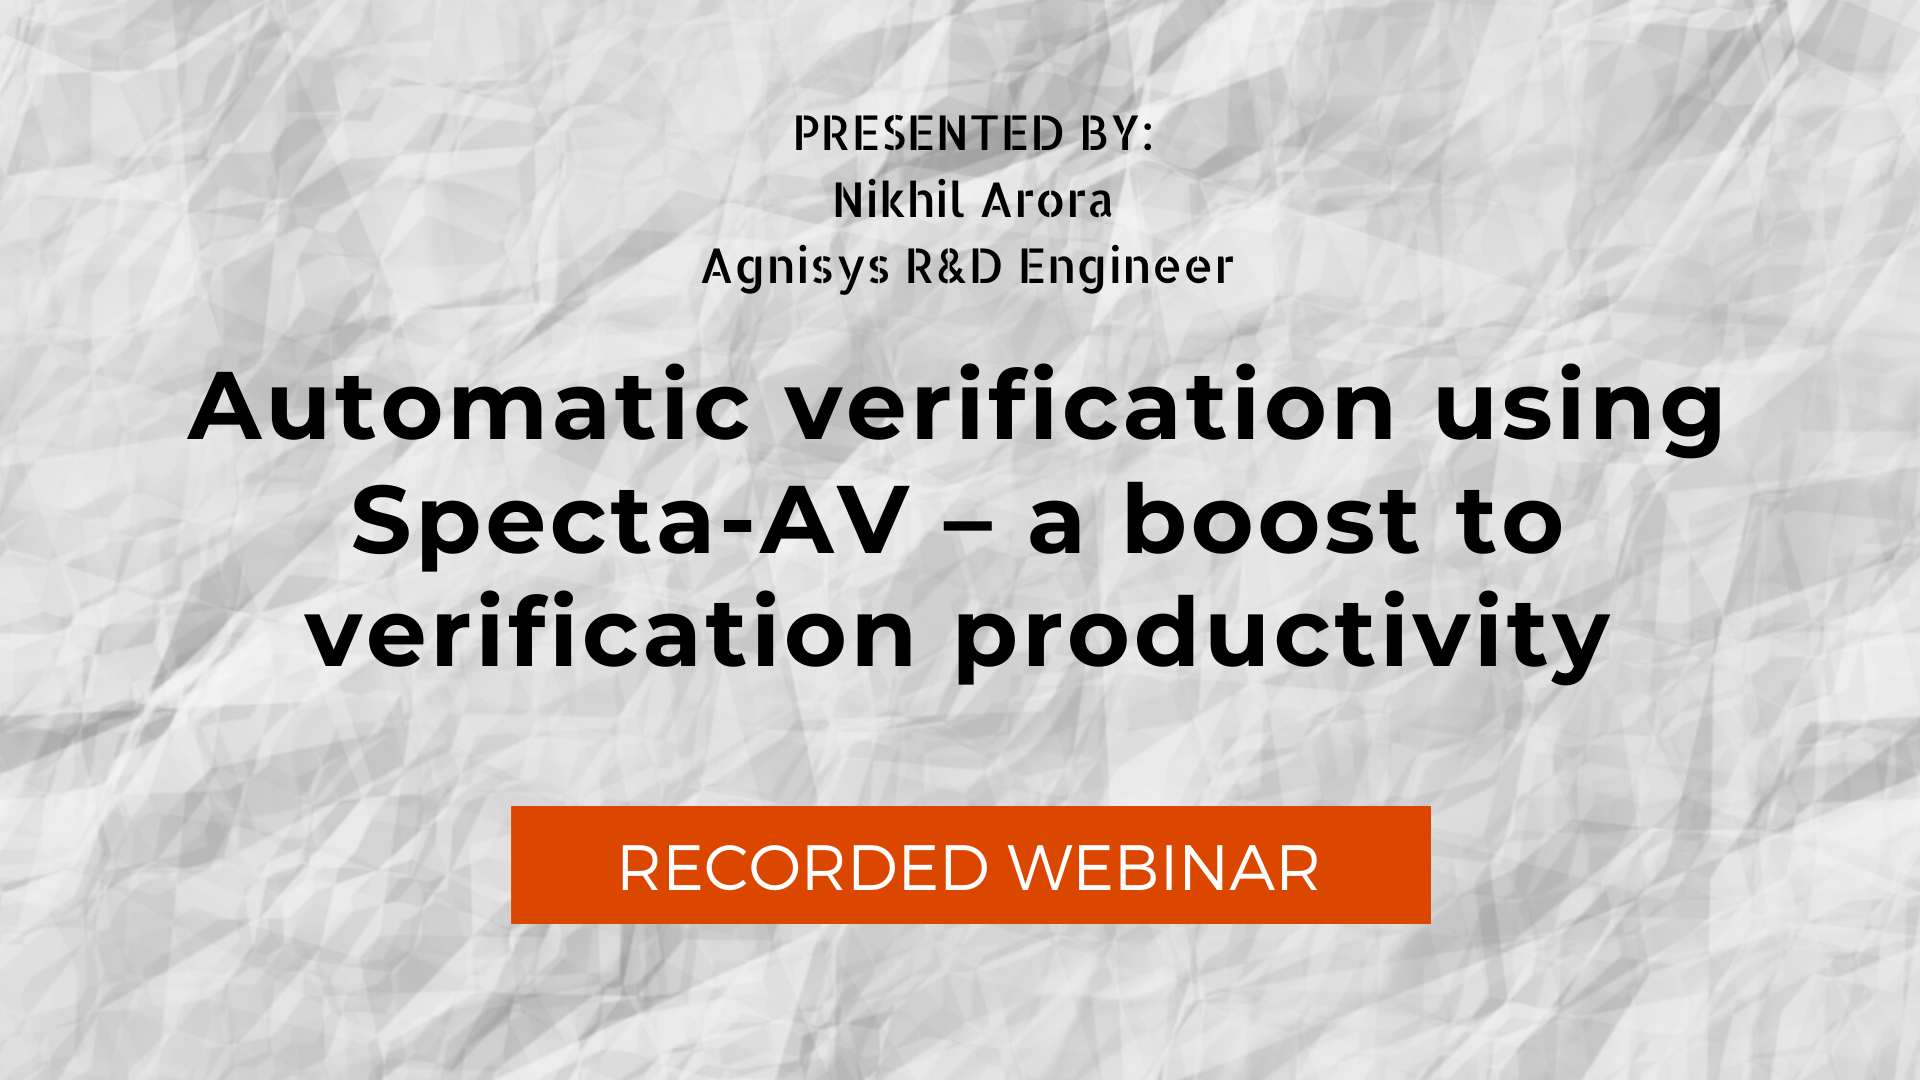 PRESENTED BY:
Nikhil Arora
Agnisys R&D Engineer
Automatic verification using
Specta-AV – a boost to
verification productivity
RECORDED WEBINAR